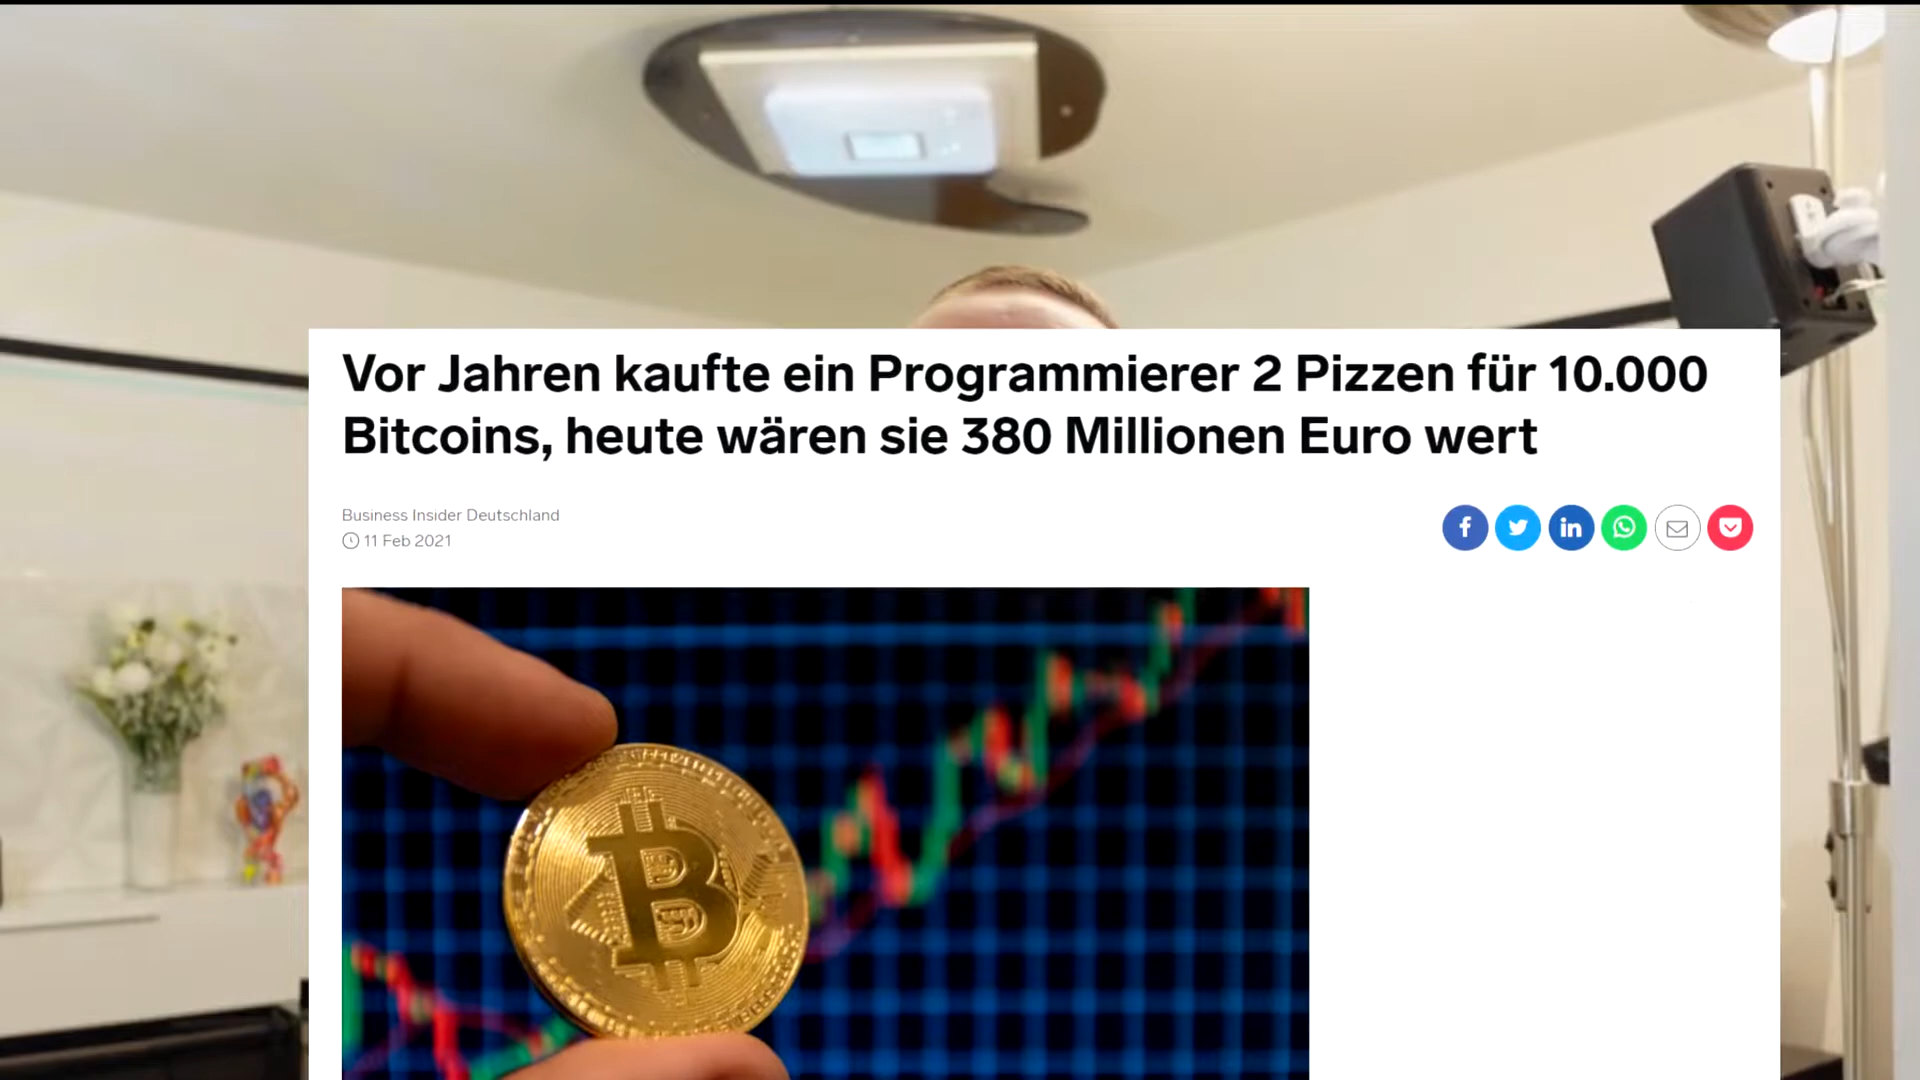 Vor Jahren kaufte ein Programmierer 2 Pizzen für 10.000
Bitcoins, heute wären sie 380 Millionen Euro wert
Business Insider Deutschland
11 Feb 2021